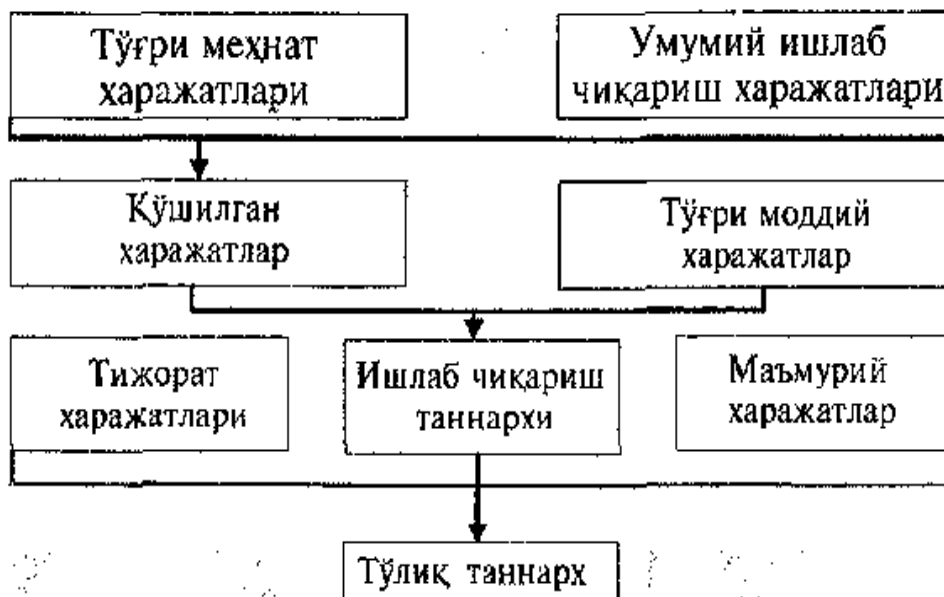 Тўғри меҳнат
харажатлари
Умумий ишлаб
чиқариш харажатлари
Қўшилган
харажатлар
Тўғри моддий
харажатлар
Тижорат
харажатлари
Ишлаб чиқариш
таннархи
Маъмурий
харажатлар
Тўлиқ таннарх